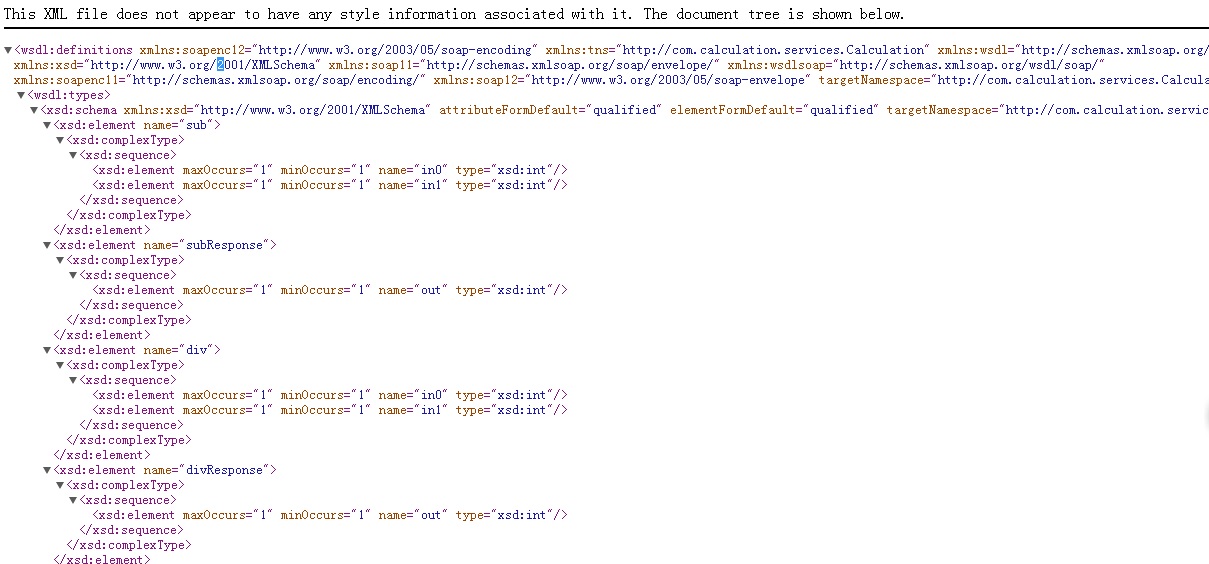 This XML file does not appear to have any style information associated with it. The document tree is shown below.
▼<wsdl:definitions xmlns:soapenc12="http://www.w3.org/2003/05/soap-encoding" xmlns:tns="http://com.calculation.services.Calculation" xmlns:wsdl="http://schemas.xmlsoap.org/
xmlns:xsd="http://www.w3.org/2001/XMLSchema" xmlns:soap11="http://schemas.xmlsoap.org/soap/envelope/" xmlns:wsdlsoap="http://schemas.xmlsoap.org/wsdl/soap/"
xmlns:soapenc11="http://schemas.xmlsoap.org/soap/encoding/" xmlns:soap12="http://www.w3.org/2003/05/soap-envelope" targetNamespace="http://com.calculation.services.Calcula
▼<wsdl:types>
▼<xsd:schema xmlns:xsd="http://www.w3.org/2001/XMLSchema" attributeFormDefault="qualified" elementFormDefault="qualified" targetNamespace="http://com.calculation.servic
▼<xsd:element name="sub">
▼<xsd:complexType>
▼<xsd:sequence>
<xsd:element maxOccurs="1" minOccurs="1" name="in0" type="xsd:int"/>
<xsd:element maxOccurs="1" minOccurs="1" name="in1" type="xsd:int"/>
</xsd:sequence>
</xsd:complexType>
</xsd:element>
▼<xsd:element name="subResponse">
▼<xsd:complexType>
▼<xsd:sequence>
<xsd:element maxOccurs="1" minOccurs="1" name="out" type="xsd:int"/>
</xsd:sequence>
</xsd:complexType>
</xsd:element>
▼<xsd:element name="div">
▼<xsd:complexType>
▼<xsd:sequence>
<xsd:element maxOccurs="1" minOccurs="1" name="in0" type="xsd:int"/>
<xsd:element maxOccurs="1" minOccurs="1" name="in1" type="xsd:int"/>
</xsd:sequence>
</xsd:complexType>
</xsd:element>
▼<xsd:element name="divResponse">
▼<xsd:complexType>
▼<xsd:sequence>
<xsd:element maxOccurs="1" minOccurs="1" name="out" type="xsd:int"/>
</xsd:sequence>
</xsd:complexType>
</xsd:element>